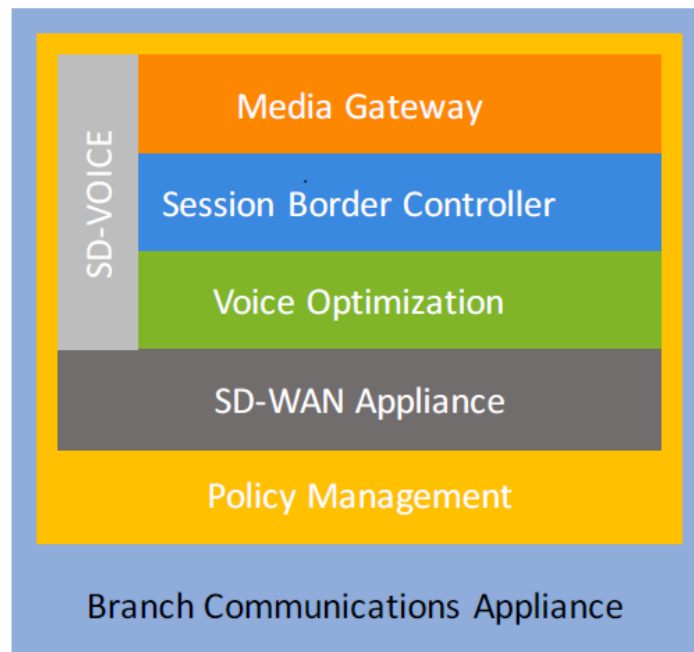 SD-VOICE
Media Gateway
Session Border Controller
Voice Optimization
SD-WAN Appliance
Policy Management
Branch Communications Appliance